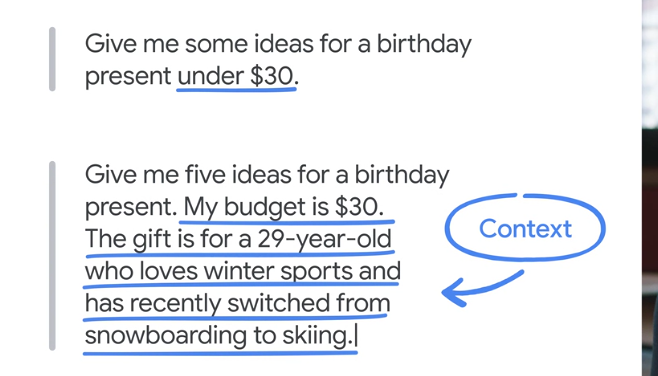 Give me some ideas for a birthday
present under $30.
Give me five ideas for a birthday
present. My budget is $30.
The gift is for a 29-year-old
who loves winter sports and
has recently switched from
snowboarding to skiing.
Context